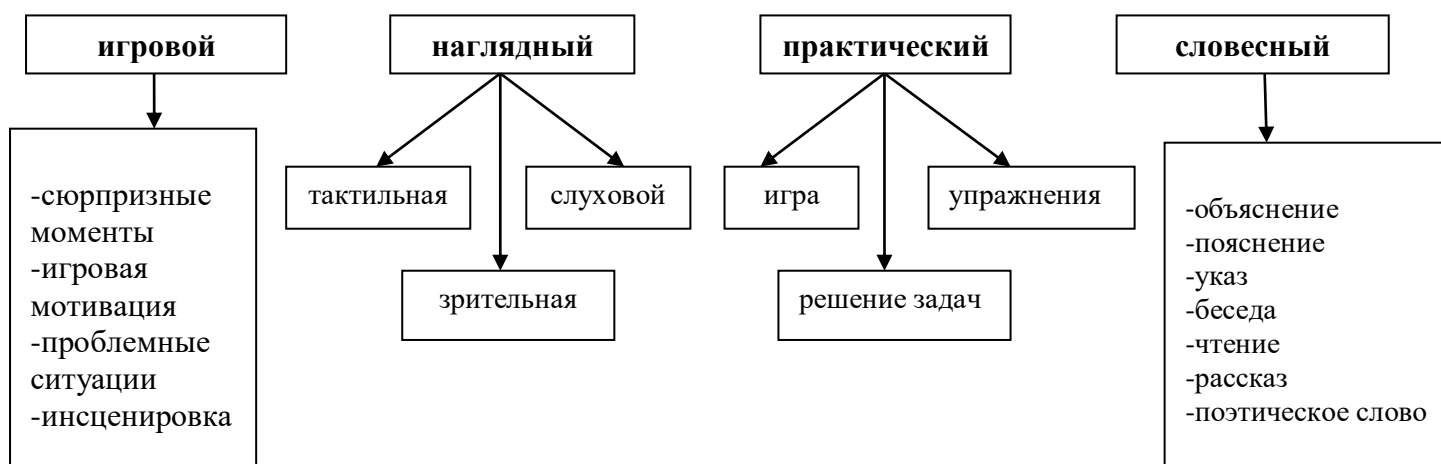 игровой
наглядный
практический
словесный
-сюрпризные
моменты
-игровая
мотивация
-проблемные
ситуации
-инсценировка
тактильная
слуховой
зрительная
игра
упражнения
решение задач
-объяснение
-пояснение
-указ
-беседа
-чтение
-рассказ
-поэтическое слово